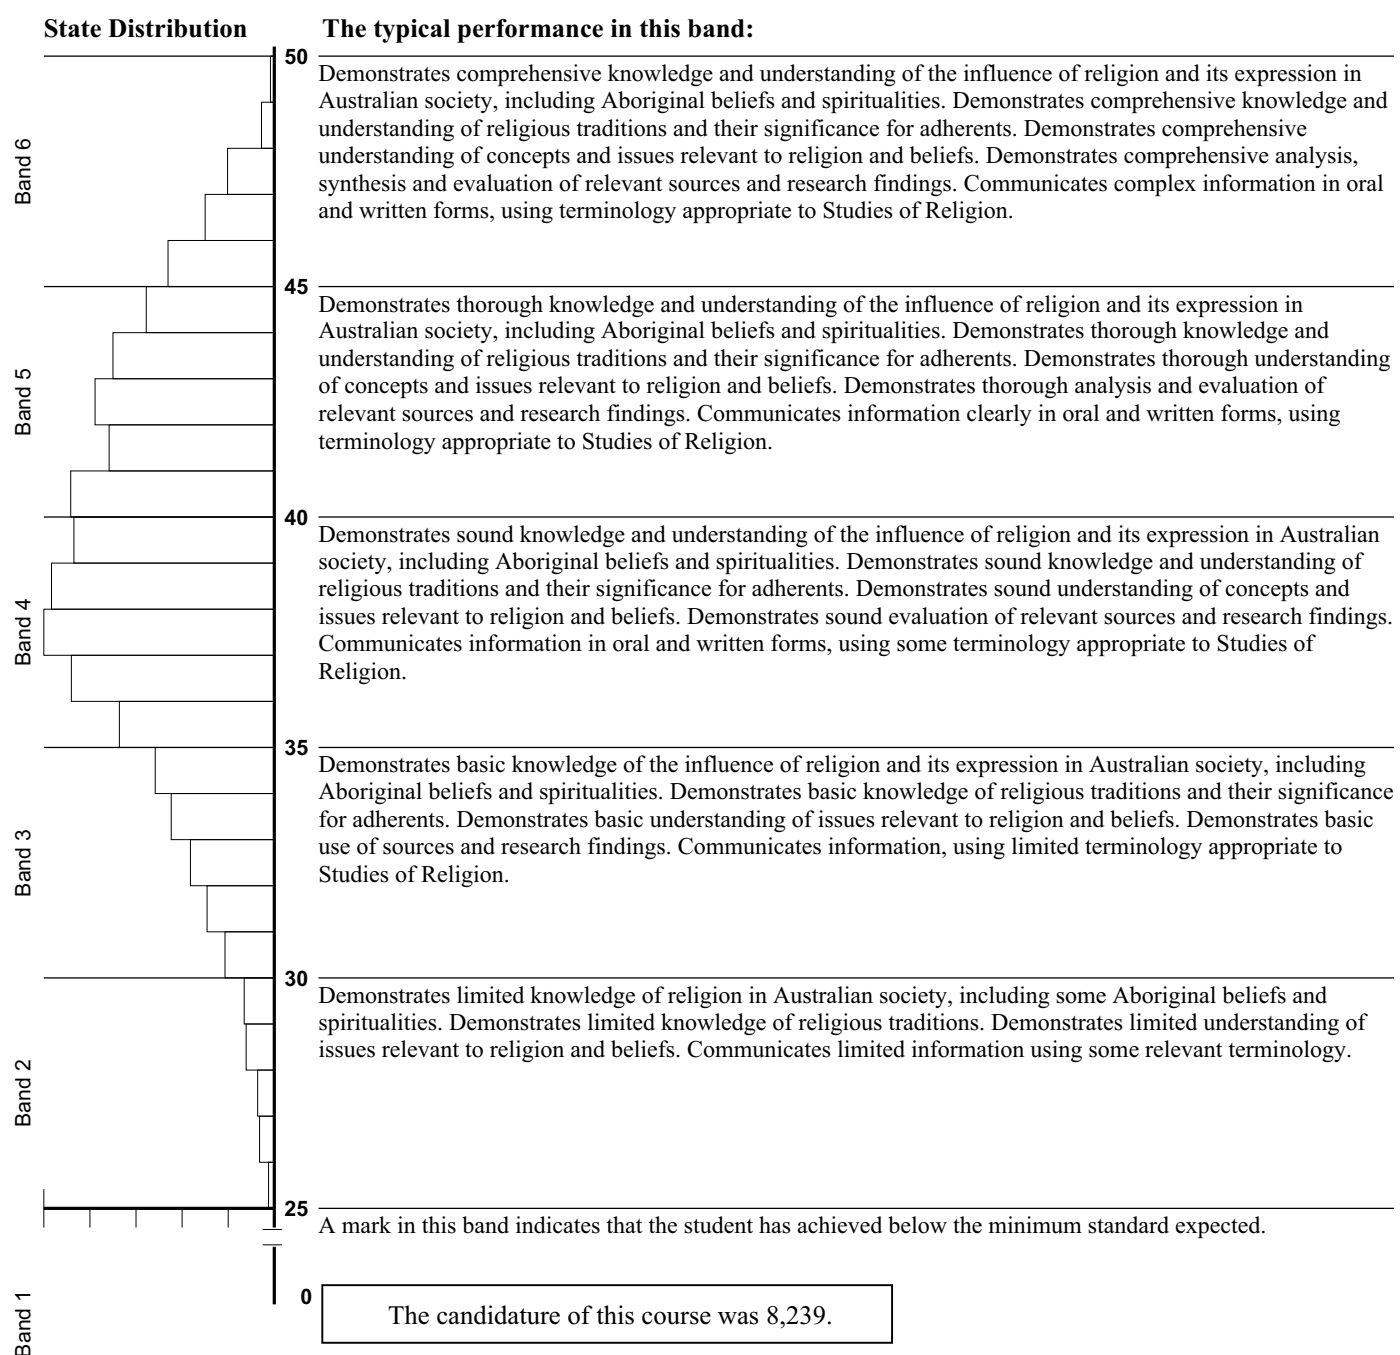 State Distribution
The typical performance in this band:
50
Demonstrates comprehensive knowledge and understanding of the influence of religion and its expression in
Australian society, including Aboriginal beliefs and spiritualities. Demonstrates comprehensive knowledge and
understanding of religious traditions and their significance for adherents. Demonstrates comprehensive
understanding of concepts and issues relevant to religion and beliefs. Demonstrates comprehensive analysis,
synthesis and evaluation of relevant sources and research findings. Communicates complex information in oral
and written forms, using terminology appropriate to Studies of Religion.
Band 6
45
Demonstrates thorough knowledge and understanding of the influence of religion and its expression in
Australian society, including Aboriginal beliefs and spiritualities. Demonstrates thorough knowledge and
understanding of religious traditions and their significance for adherents. Demonstrates thorough understanding
of concepts and issues relevant to religion and beliefs. Demonstrates thorough analysis and evaluation of
relevant sources and research findings. Communicates information clearly in oral and written forms, using
terminology appropriate to Studies of Religion.
Band 5
40
Demonstrates sound knowledge and understanding of the influence of religion and its expression in Australian
society, including Aboriginal beliefs and spiritualities. Demonstrates sound knowledge and understanding of
religious traditions and their significance for adherents. Demonstrates sound understanding of concepts and
issues relevant to religion and beliefs. Demonstrates sound evaluation of relevant sources and research findings.
Communicates information in oral and written forms, using some terminology appropriate to Studies of
Religion.
Band 4
35
Demonstrates basic knowledge of the influence of religion and its expression in Australian society, including
Aboriginal beliefs and spiritualities. Demonstrates basic knowledge of religious traditions and their significance
for adherents. Demonstrates basic understanding of issues relevant to religion and beliefs. Demonstrates basic
use of sources and research findings. Communicates information, using limited terminology appropriate to
Studies of Religion.
Band 3
30
Demonstrates limited knowledge of religion in Australian society, including some Aboriginal beliefs and
spiritualities. Demonstrates limited knowledge of religious traditions. Demonstrates limited understanding of
issues relevant to religion and beliefs. Communicates limited information using some relevant terminology.
Band 2
25
A mark in this band indicates that the student has achieved below the minimum standard expected.
0
Band 1
The candidature of this course was 8,239.